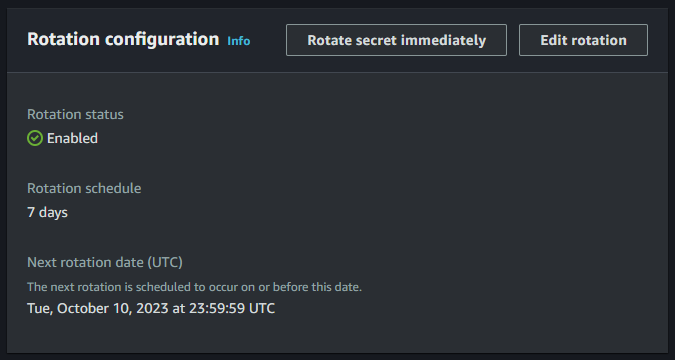 Rotation configuration Info
Rotate secret immediately
Edit rotation
Rotation status
Enabled
Rotation schedule
7 days
Next rotation date (UTC)
The next rotation is scheduled to occur on or before this date.
Tue, October 10, 2023 at 23:59:59 UTC